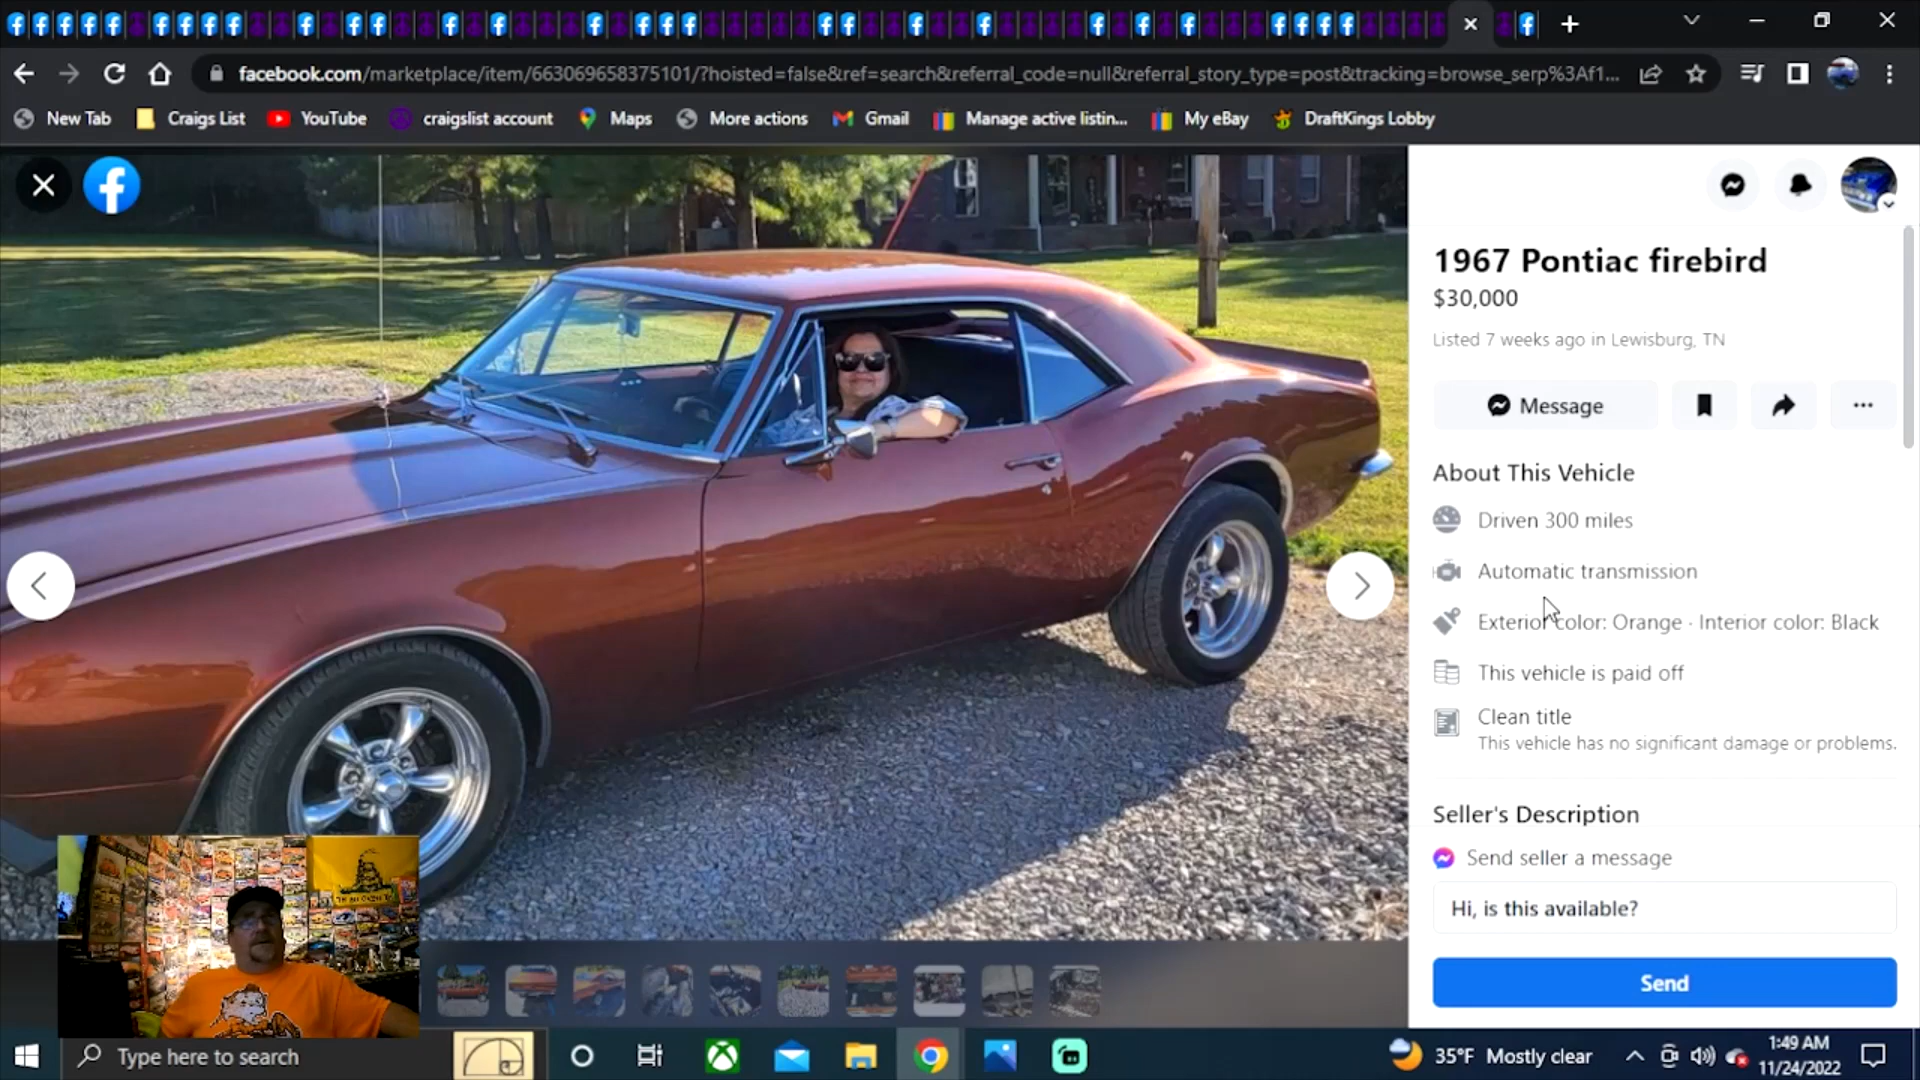 facebook.com/marketplace/item/663069658375101/?hoisted=false&ref=search&referral_code=null&referral_story_type=post&tracking=browse_serp%3Af1...
New Tab
Craigs List
YouTube
craigslist account
Maps
More actions
Gmail
Manage active listin...
My eBay
DraftKings Lobby
1967 Pontiac firebird
$30,000
Listed 7 weeks ago in Lewisburg, TN
Message
About This Vehicle
Driven 300 miles
Automatic transmission
Exterior color: Orange · Interior color: Black
This vehicle is paid off
Clean title
This vehicle has no significant damage or problems.
Seller's Description
Send seller a message
Hi, is this available?
Send
Type here to search
35°F Mostly clear
1:49 AM
11/24/2022